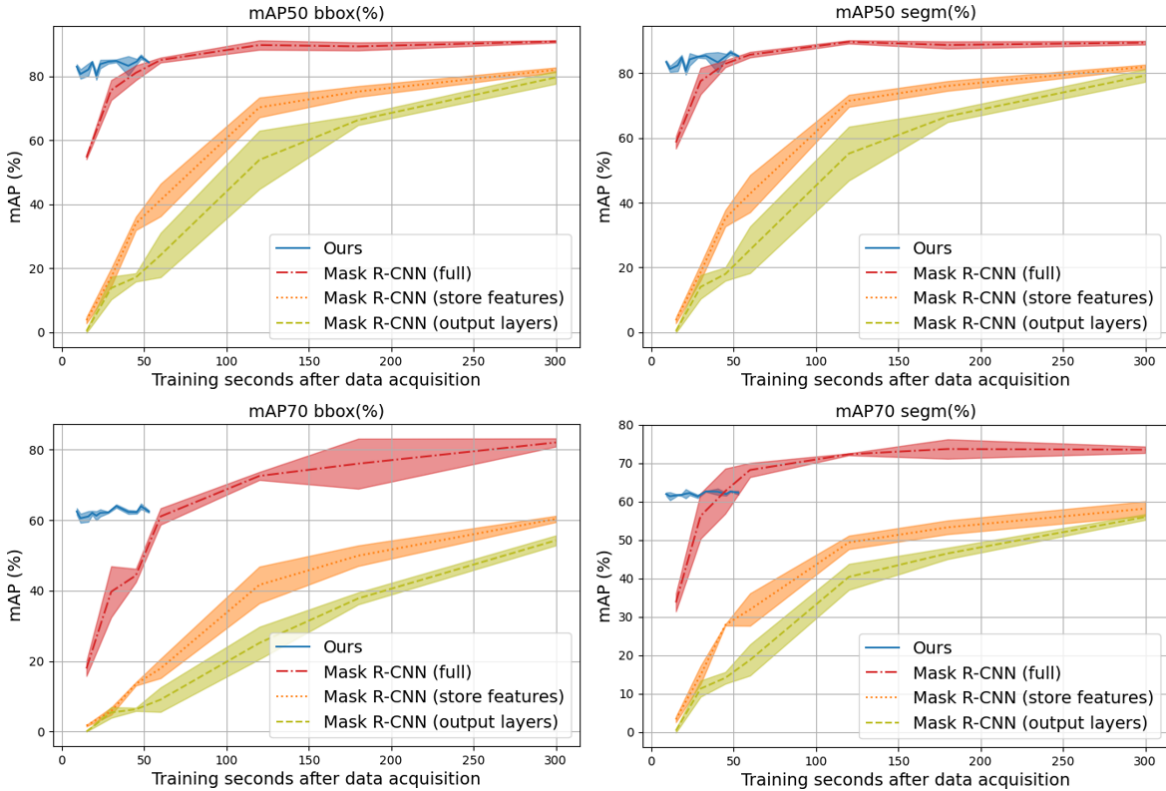 mAP50 bbox(%)
mAP (%)
80
60
40
20
0
Ours
Mask R-CNN (full)
Mask R-CNN (store features)
Mask R-CNN (output layers)
0 50 100 150 200 250 300
Training seconds after data acquisition
mAP50 segm(%)
mAP (%)
80
60
40
20
0
Ours
Mask R-CNN (full)
Mask R-CNN (store features)
Mask R-CNN (output layers)
0 50 100 150 200 250 300
Training seconds after data acquisition
mAP70 bbox(%)
mAP (%)
80
60
40
20
0
Ours
Mask R-CNN (full)
Mask R-CNN (store features)
Mask R-CNN (output layers)
0 50 100 150 200 250 300
Training seconds after data acquisition
mAP70 segm(%)
mAP (%)
80
70
60
50
40
30
20
10
0
Ours
Mask R-CNN (full)
Mask R-CNN (store features)
Mask R-CNN (output layers)
0 50 100 150 200 250 300
Training seconds after data acquisition